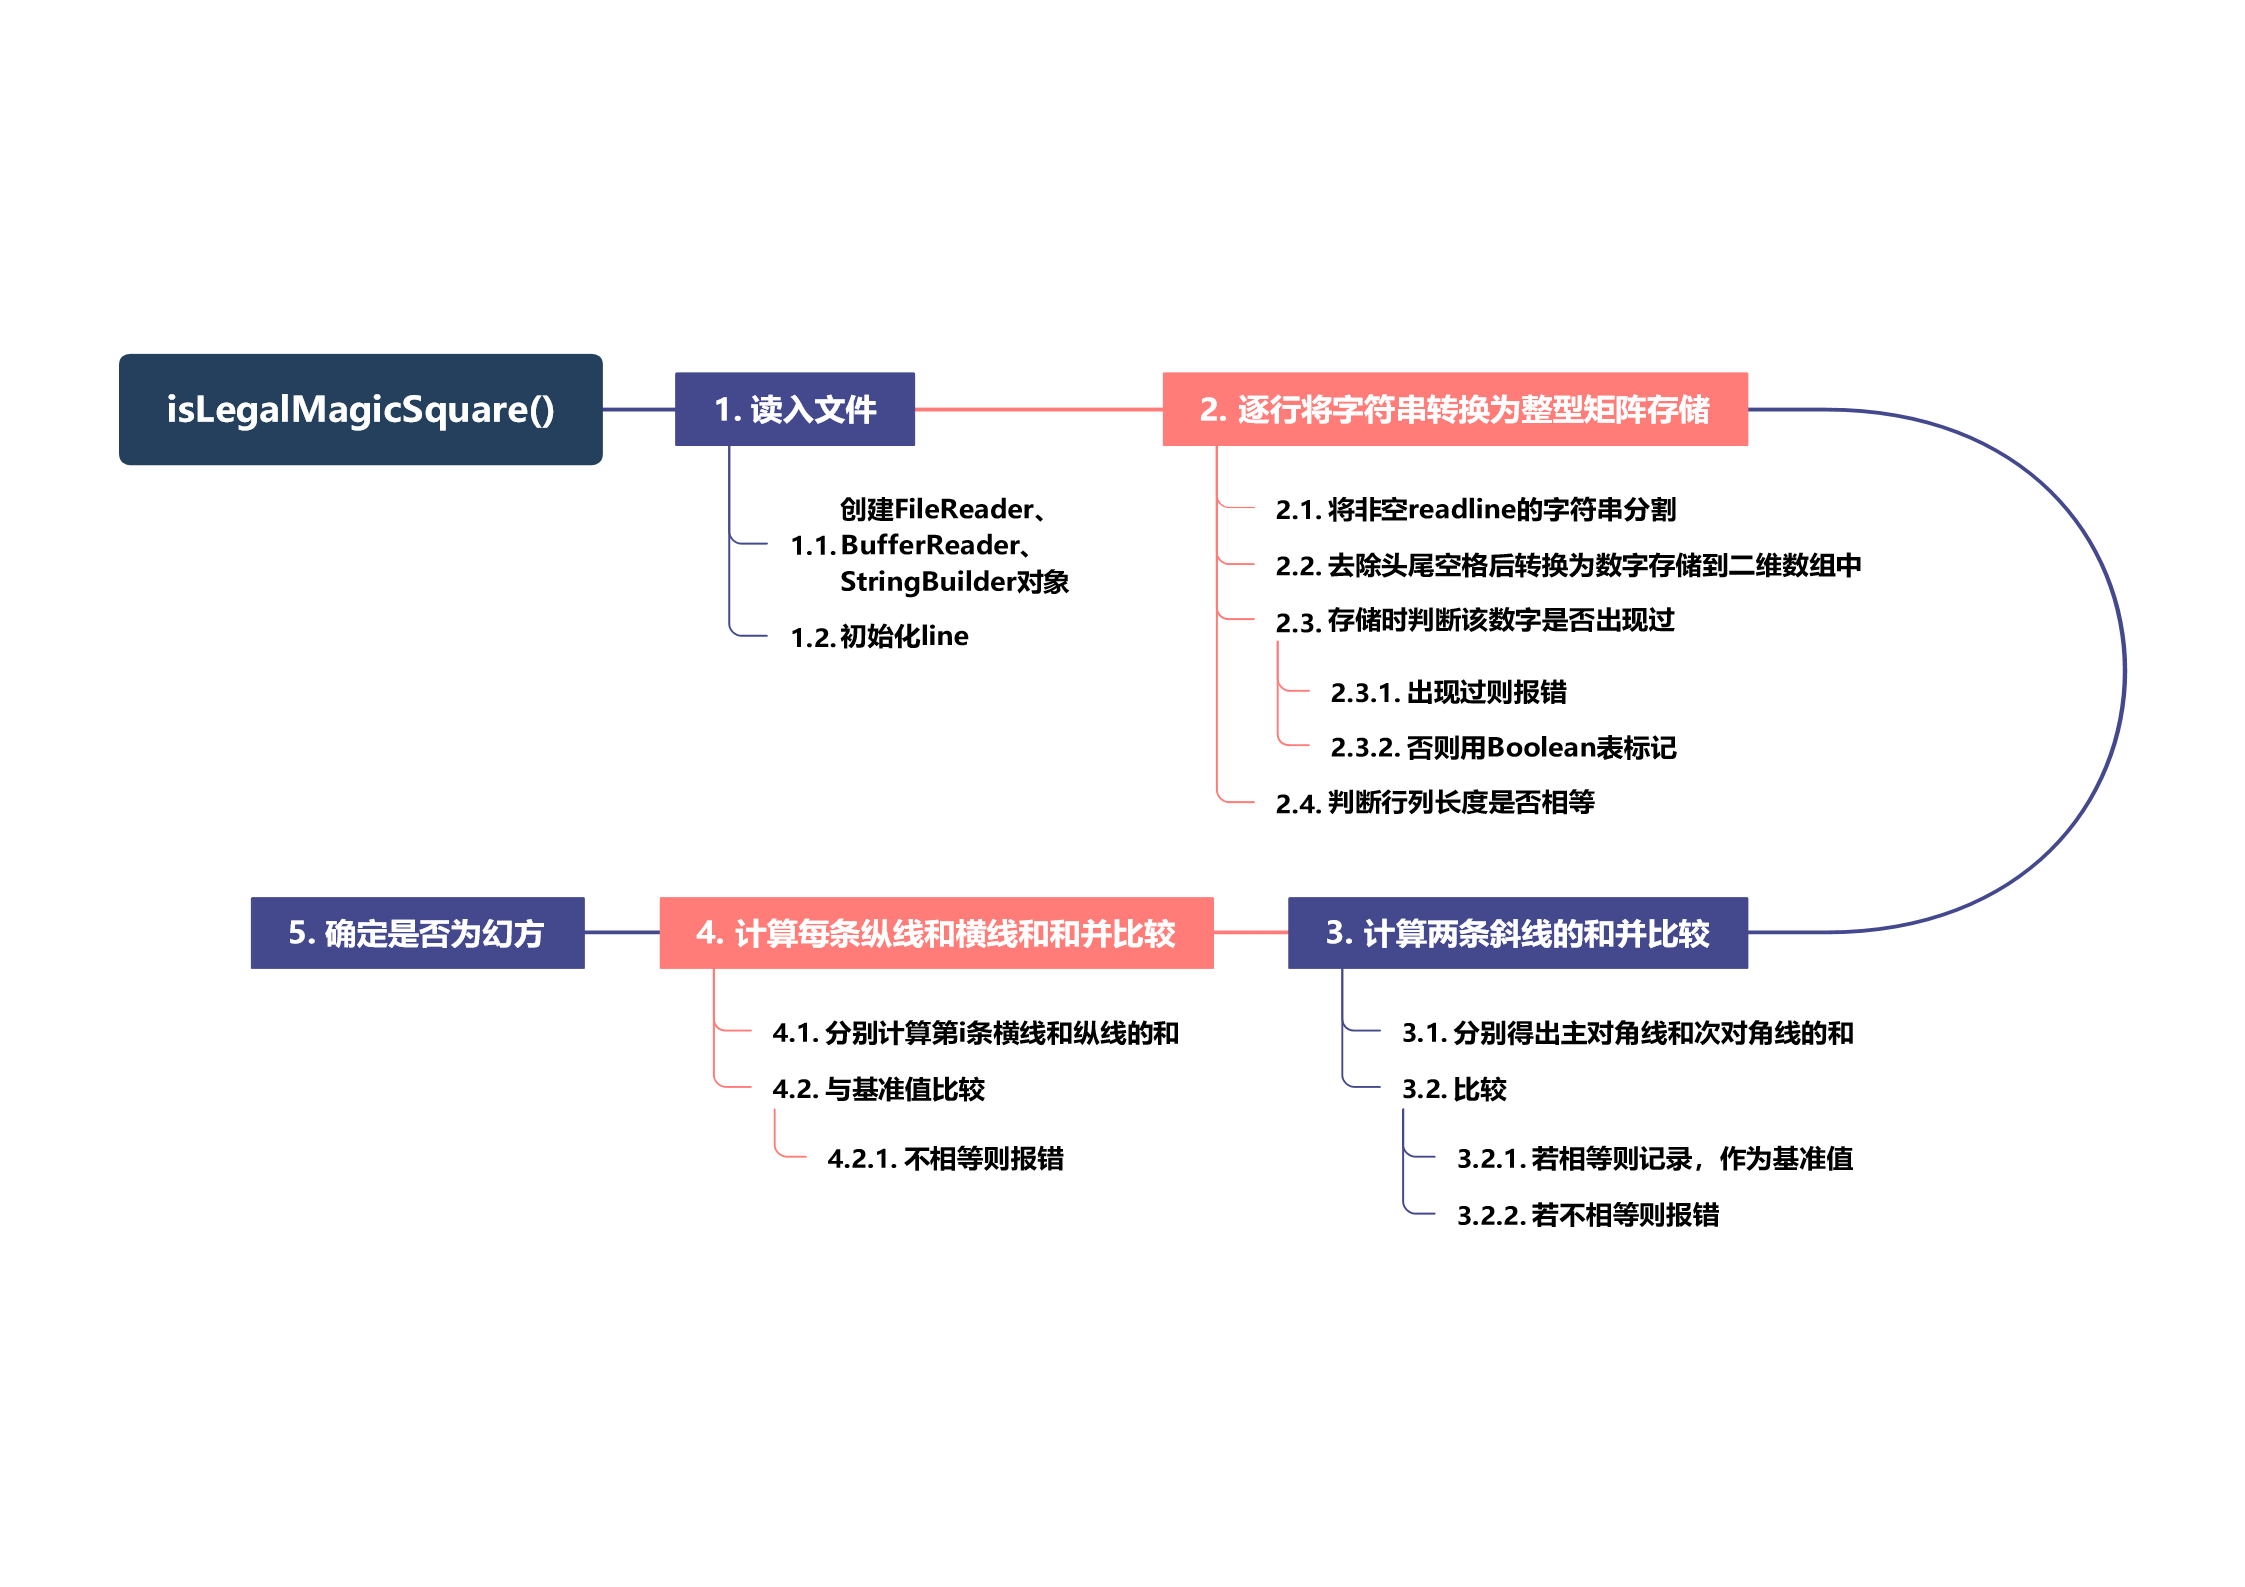 isLegalMagicSquare()
1. 读入文件
1.1. 创建FileReader、
BufferReader、
StringBuilder对象
1.2. 初始化line
2. 逐行将字符串转换为整型矩阵存储
2.1. 将非空readline的字符串分割
2.2. 去除头尾空格后转换为数字存储到二维数组中
2.3. 存储时判断该数字是否出现过
2.3.1. 出现过则报错
2.3.2. 否则用Boolean表标记
2.4. 判断行列长度是否相等
3. 计算两条斜线的和并比较
3.1. 分别得出主对角线和次对角线的和
3.2. 比较
3.2.1. 若相等则记录，作为基准值
3.2.2. 若不相等则报错
4. 计算每条纵线和横线和和并比较
4.1. 分别计算第i条横线和纵线的和
4.2. 与基准值比较
4.2.1. 不相等则报错
5. 确定是否为幻方